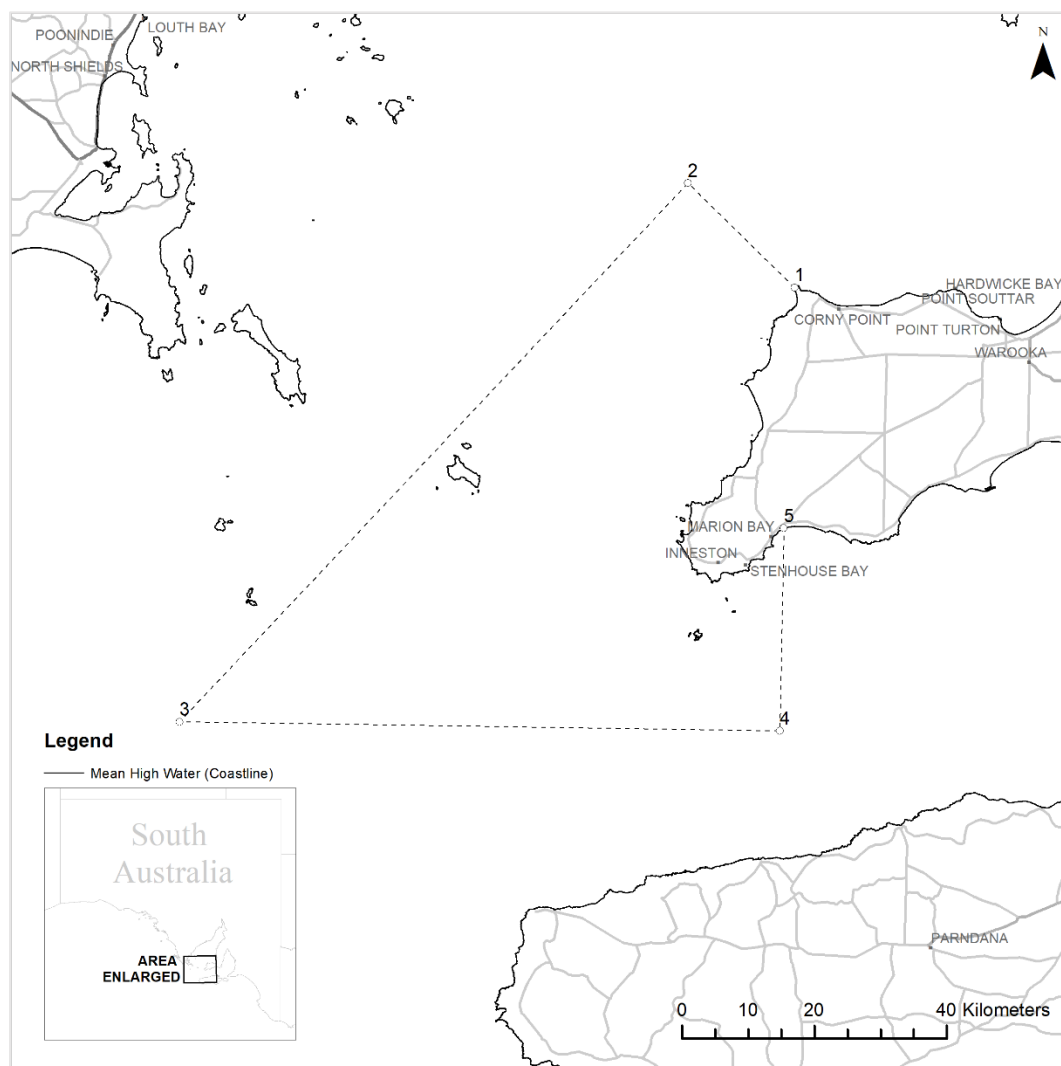 LOUTH BAY
POONINDIE
N
NORTH SHIELDS
2
1
HARDWICKE BAY
POINT SOUTTAR
CORNY POINT
POINT TURTON
WAROOKA
5
MARION BAY
INNESTON
STENHOUSE BAY
3
4
Legend
Mean High Water (Coastline)
South
Australia
AREA
ENLARGED
PARNDANA
0 10 20 40 Kilometers